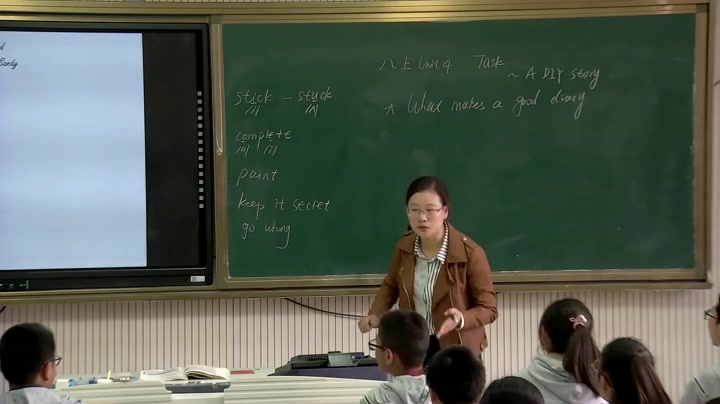 Sandy
八上 Unit 4 Task
~ A DIY story
* What makes a good diary
stick - stuck
/ɪ/ /ʌ/
complete
/ə/ /iː/
paint
keep it secret
go wrong